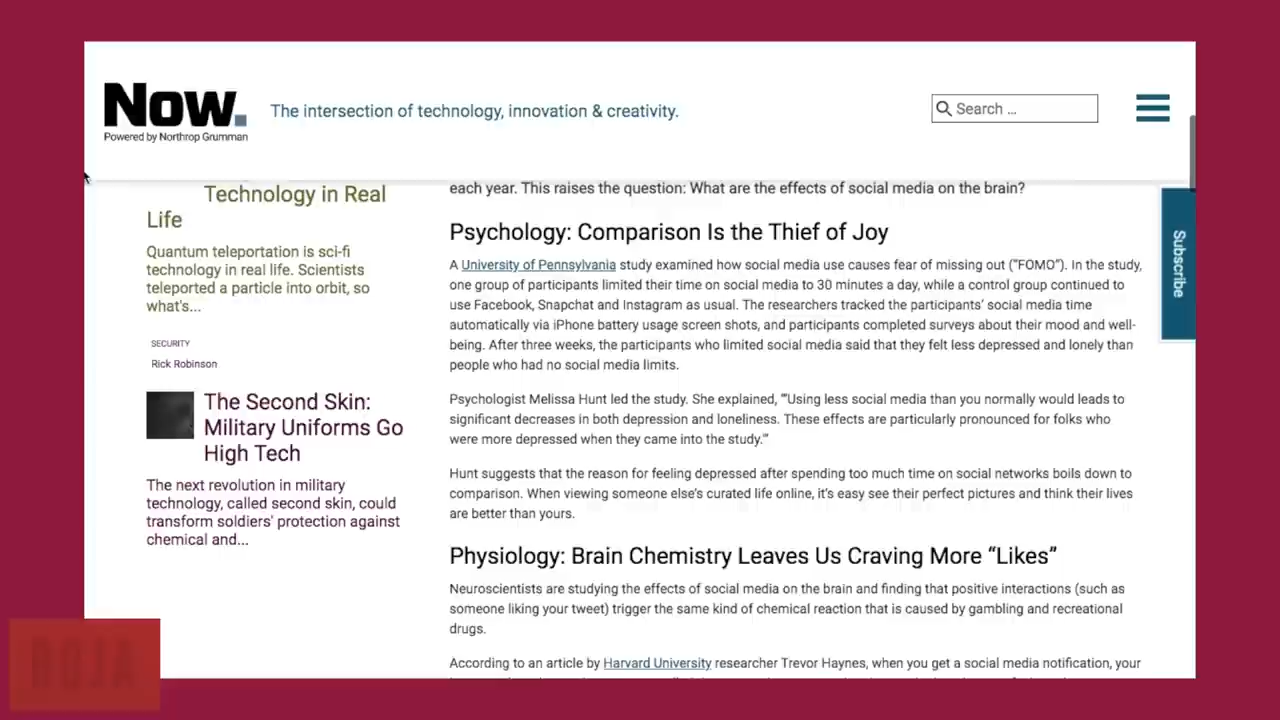 Now.
Powered by Northrop Grumman
The intersection of technology, innovation & creativity.
Search ...
Subscribe
Technology in Real
Life
Quantum teleportation is sci-fi
technology in real life. Scientists
teleported a particle into orbit, so
what's...
SECURITY
Rick Robinson
The Second Skin:
Military Uniforms Go
High Tech
The next revolution in military
technology, called second skin, could
transform soldiers' protection against
chemical and...
each year. This raises the question: What are the effects of social media on the brain?
Psychology: Comparison Is the Thief of Joy
A University of Pennsylvania study examined how social media use causes fear of missing out ("FOMO"). In the study,
one group of participants limited their time on social media to 30 minutes a day, while a control group continued to
use Facebook, Snapchat and Instagram as usual. The researchers tracked the participants' social media time
automatically via iPhone battery usage screen shots, and participants completed surveys about their mood and well-
being. After three weeks, the participants who limited social media said that they felt less depressed and lonely than
people who had no social media limits.
Psychologist Melissa Hunt led the study. She explained, "'Using less social media than you normally would leads to
significant decreases in both depression and loneliness. These effects are particularly pronounced for folks who
were more depressed when they came into the study.'"
Hunt suggests that the reason for feeling depressed after spending too much time on social networks boils down to
comparison. When viewing someone else's curated life online, it's easy see their perfect pictures and think their lives
are better than yours.
Physiology: Brain Chemistry Leaves Us Craving More “Likes”
Neuroscientists are studying the effects of social media on the brain and finding that positive interactions (such as
someone liking your tweet) trigger the same kind of chemical reaction that is caused by gambling and recreational
drugs.
According to an article by Harvard University researcher Trevor Haynes, when you get a social media notification, your
ROJA